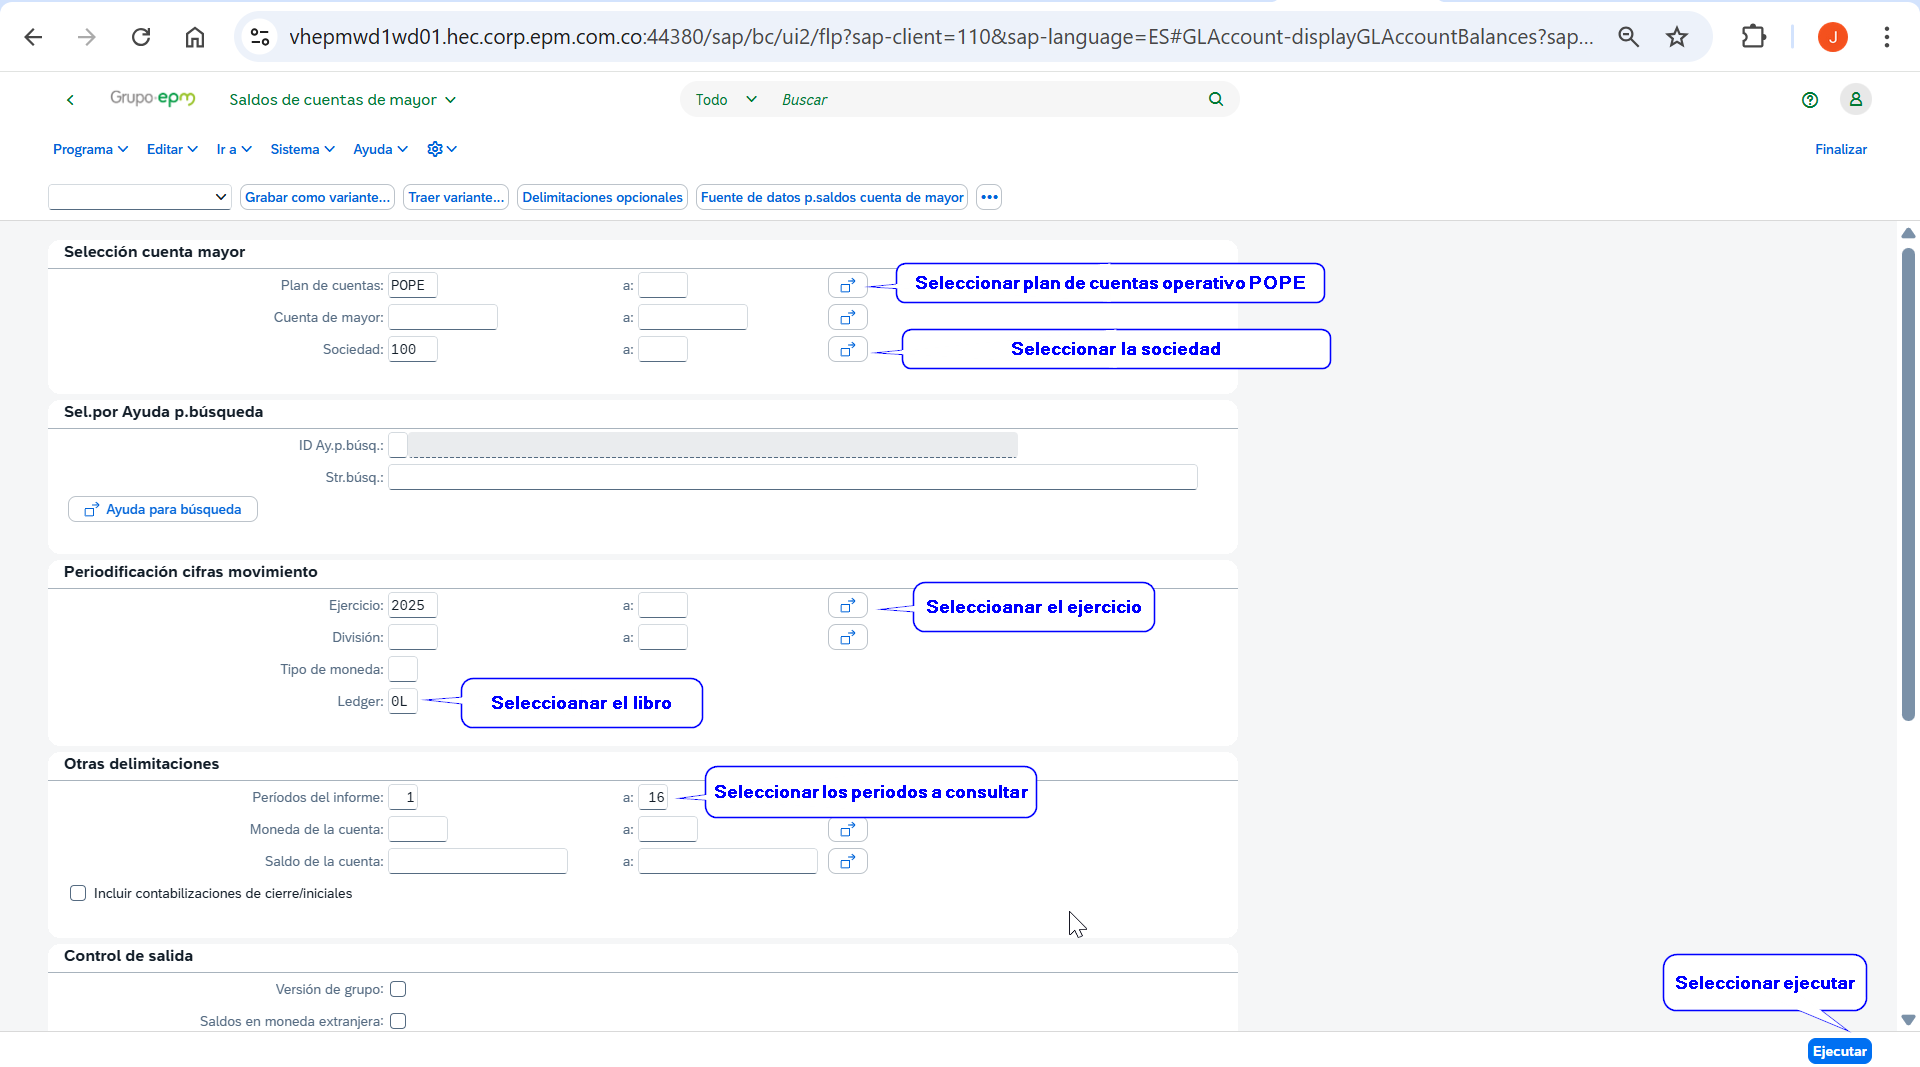 vhepmwd1wd01.hec.corp.epm.com.co:44380/sap/bc/ui2/flp?sap-client=110&sap-language=ES#GLAccount-displayGLAccountBalances?sap...
J
Grupo·epm
Saldos de cuentas de mayor
Todo
Buscar
Programa
Editar
Ir a
Sistema
Ayuda
Finalizar
Grabar como variante...
Traer variante...
Delimitaciones opcionales
Fuente de datos p.saldos cuenta de mayor
Selección cuenta mayor
Plan de cuentas: POPE a:
Seleccionar plan de cuentas operativo POPE
Cuenta de mayor: a:
Sociedad: 100 a:
Seleccionar la sociedad
Sel.por Ayuda p.búsqueda
ID Ay.p.búsq.:
Str.búsq.:
Ayuda para búsqueda
Periodificación cifras movimiento
Ejercicio: 2025 a:
Seleccioanar el ejercicio
División: a:
Tipo de moneda:
Ledger: 0L
Seleccioanar el libro
Otras delimitaciones
Períodos del informe: 1 a: 16
Seleccionar los periodos a consultar
Moneda de la cuenta: a:
Saldo de la cuenta: a:
Incluir contabilizaciones de cierre/iniciales
Control de salida
Versión de grupo:
Saldos en moneda extranjera:
Seleccionar ejecutar
Ejecutar